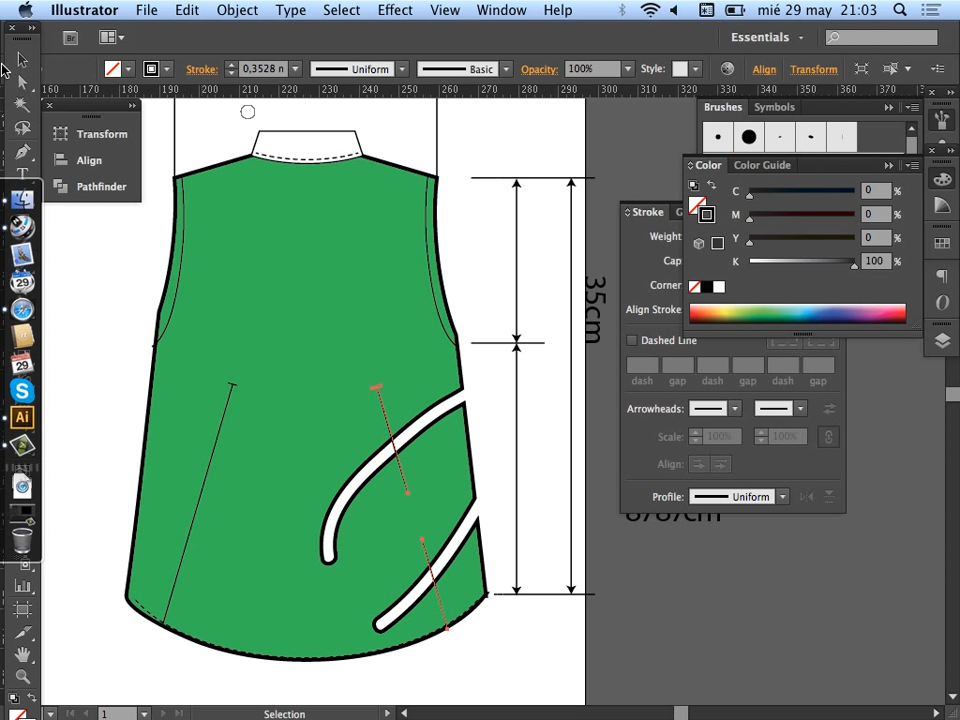 Illustrator File Edit Object Type Select Effect View Window Help mié 29 may 21:03
Br Essentials
Stroke: 0,3528 n Uniform Basic Opacity: 100% Style: Align Transform
160 170 180 190 200 210 220 230 240 250 260 270 280 290 300 310 320 330 340 350 360 370
Transform
Align
Pathfinder
Brushes Symbols
Color Color Guide
C 0 %
M 0 %
Y 0 %
K 100 %
Stroke G
Weight
Cap
Corner
Align Stroke
Dashed Line
dash gap dash gap dash gap
Arrowheads:
Scale: 100% 100%
Align:
Profile: Uniform
35cm
29
29
Ai
1 Selection